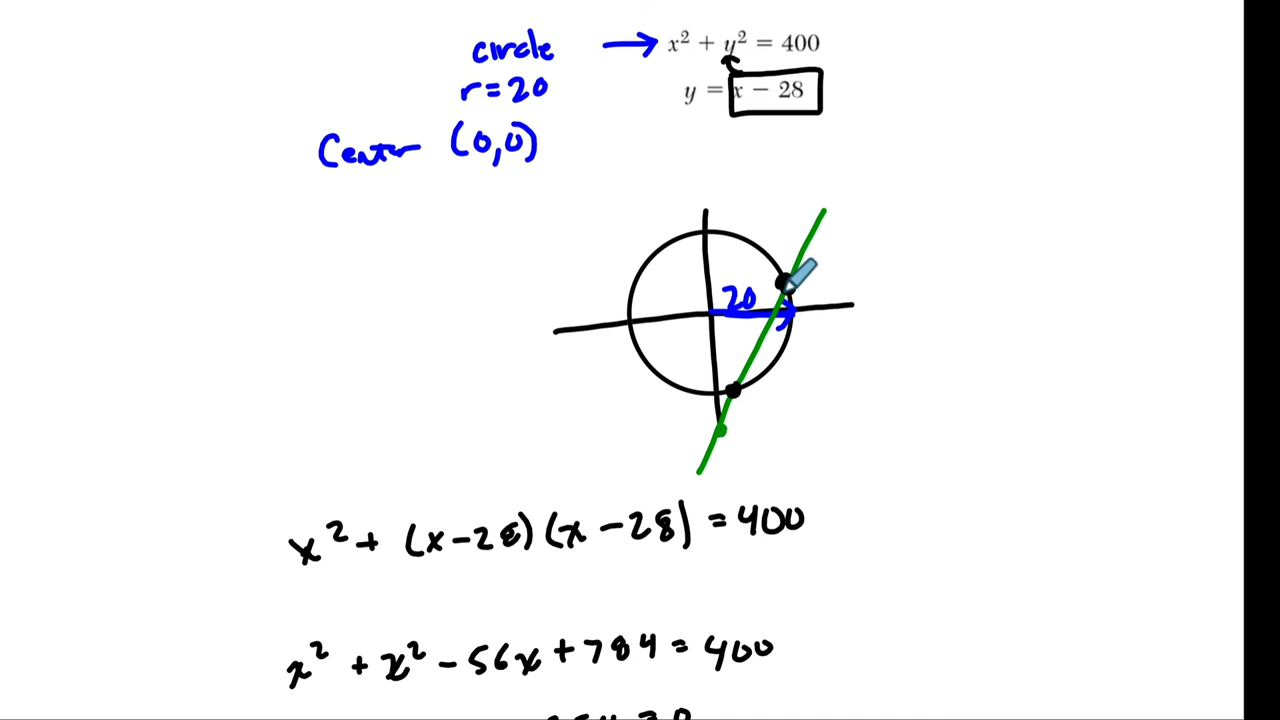 circle → x² + y² = 400
r = 20 y = x − 28
Center (0,0)
20
x² + (x − 28)(x − 28) = 400
x² + x² − 56x + 784 = 400